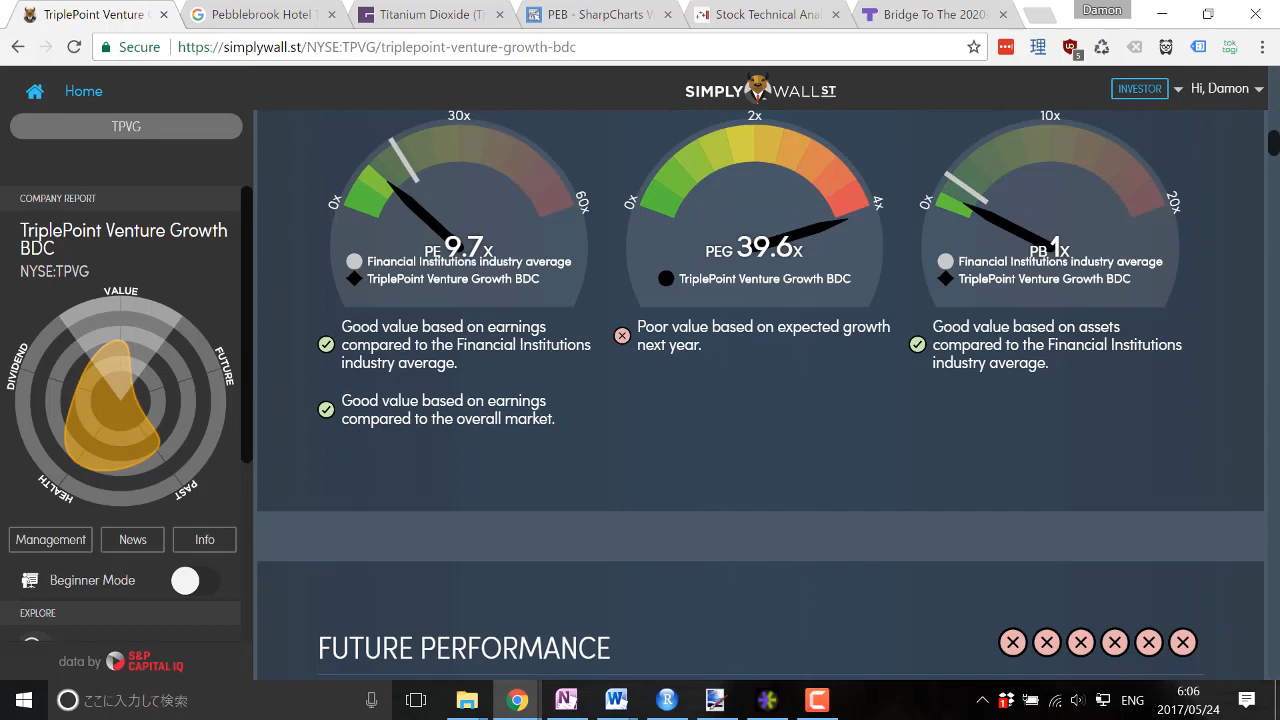 TriplePoint Venture G
Pebblebrook Hotel T
Titanium Dioxide (T
PEB - SharpCharts W
Stock Technical Ana
Bridge To The 2020
Damon
Secure
https://simplywall.st/NYSE:TPVG/triplepoint-venture-growth-bdc
5
理
tok
tagi
Home
SIMPLY WALL ST
INVESTOR
Hi, Damon
TPVG
COMPANY REPORT
TriplePoint Venture Growth
BDC
NYSE:TPVG
VALUE
FUTURE
PAST
HEALTH
DIVIDEND
Management
News
Info
Beginner Mode
EXPLORE
data by S&P
CAPITAL IQ
30x
0x
60x
PE 9.7x
Financial Institutions industry average
TriplePoint Venture Growth BDC
Good value based on earnings
compared to the Financial Institutions
industry average.
Good value based on earnings
compared to the overall market.
2x
0x
4x
PEG 39.6x
TriplePoint Venture Growth BDC
Poor value based on expected growth
next year.
10x
0x
20x
PB 1x
Financial Institutions industry average
TriplePoint Venture Growth BDC
Good value based on assets
compared to the Financial Institutions
industry average.
FUTURE PERFORMANCE
ここに入力して検索
1
ENG
6:06
2017/05/24